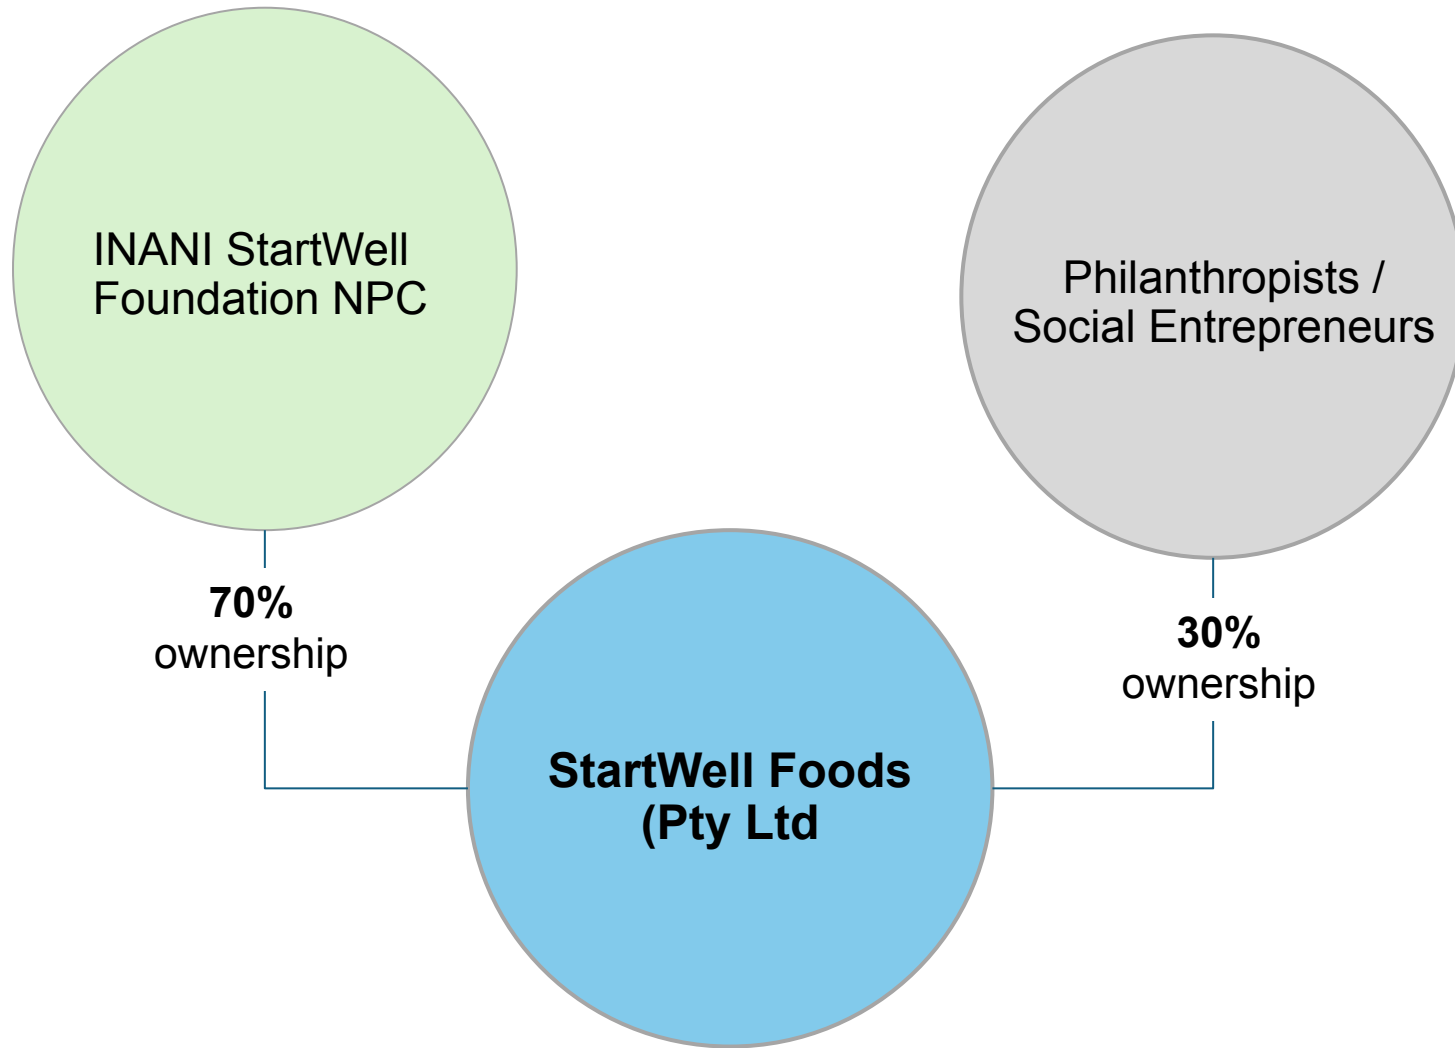 INANI StartWell
Foundation NPC
Philanthropists /
Social Entrepreneurs
70%
ownership
30%
ownership
StartWell Foods
(Pty Ltd